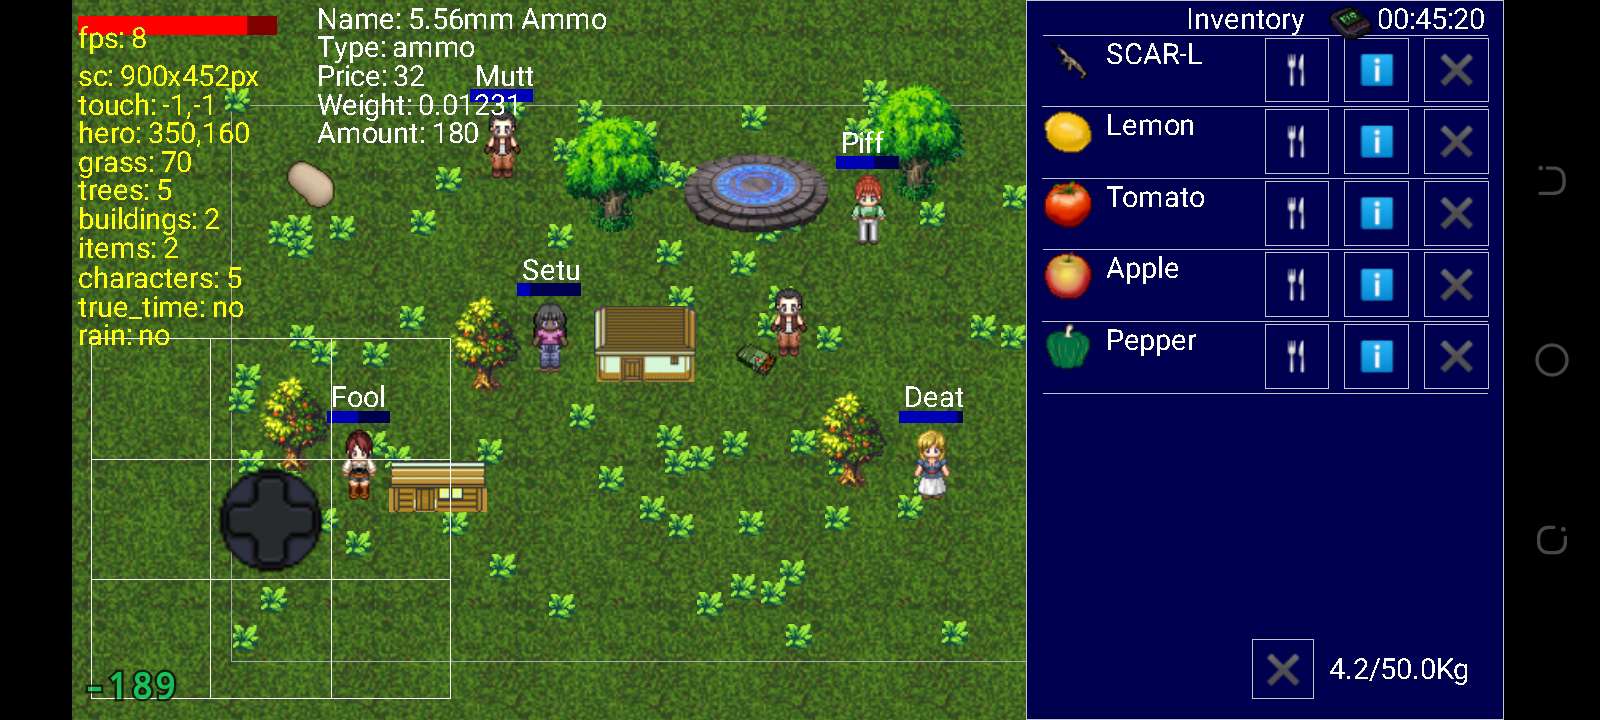 fps: 8
sc: 900x452px
touch: -1,-1
hero: 350,160
grass: 70
trees: 5
buildings: 2
items: 2
characters: 5
true_time: no
rain: no
Name: 5.56mm Ammo
Type: ammo
Price: 32
Weight: 0.01231
Amount: 180
Mutt
Piff
Setu
Fool
Deat
-189
Inventory 00:45:20
SCAR-L
Lemon
Tomato
Apple
Pepper
4.2/50.0Kg